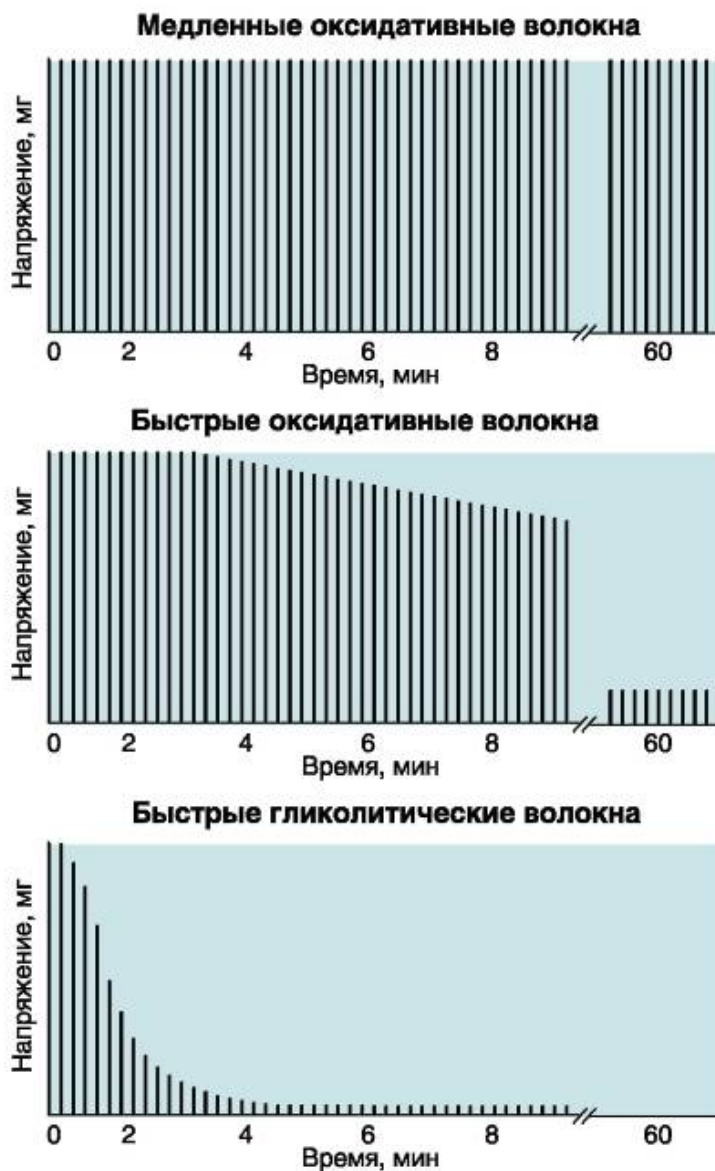 Медленные оксидативные волокна
Напряжение, мг
0 2 4 6 8 60
Время, мин
Быстрые оксидативные волокна
Напряжение, мг
0 2 4 6 8 60
Время, мин
Быстрые гликолитические волокна
Напряжение, мг
0 2 4 6 8 60
Время, мин